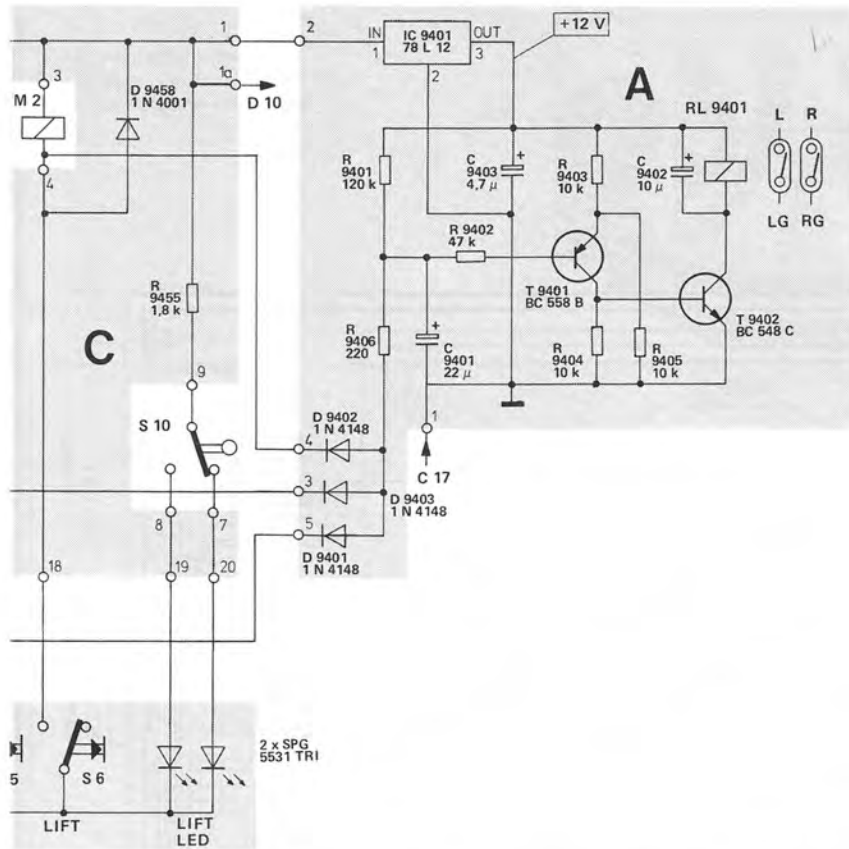 1
2
IN
IC 9401
78 L 12
OUT
1
3
2
+12 V
1a
D 10
3
M 2
D 9458
1 N 4001
4
A
RL 9401
L R
LG RG
R
9401
120 k
C
9403
4,7 µ
+
R
9403
10 k
C
9402
10 µ
+
R 9402
47 k
T 9401
BC 558 B
T 9402
BC 548 C
R
9455
1,8 k
C
R
9406
220
+
C
9401
22 µ
R
9404
10 k
R
9405
10 k
9
S 10
D 9402
1 N 4148
4
1
C 17
3
D 9403
1 N 4148
8
7
5
D 9401
1 N 4148
18
19
20
2 x SPG
5531 TRI
5
S 6
LIFT
LIFT
LED